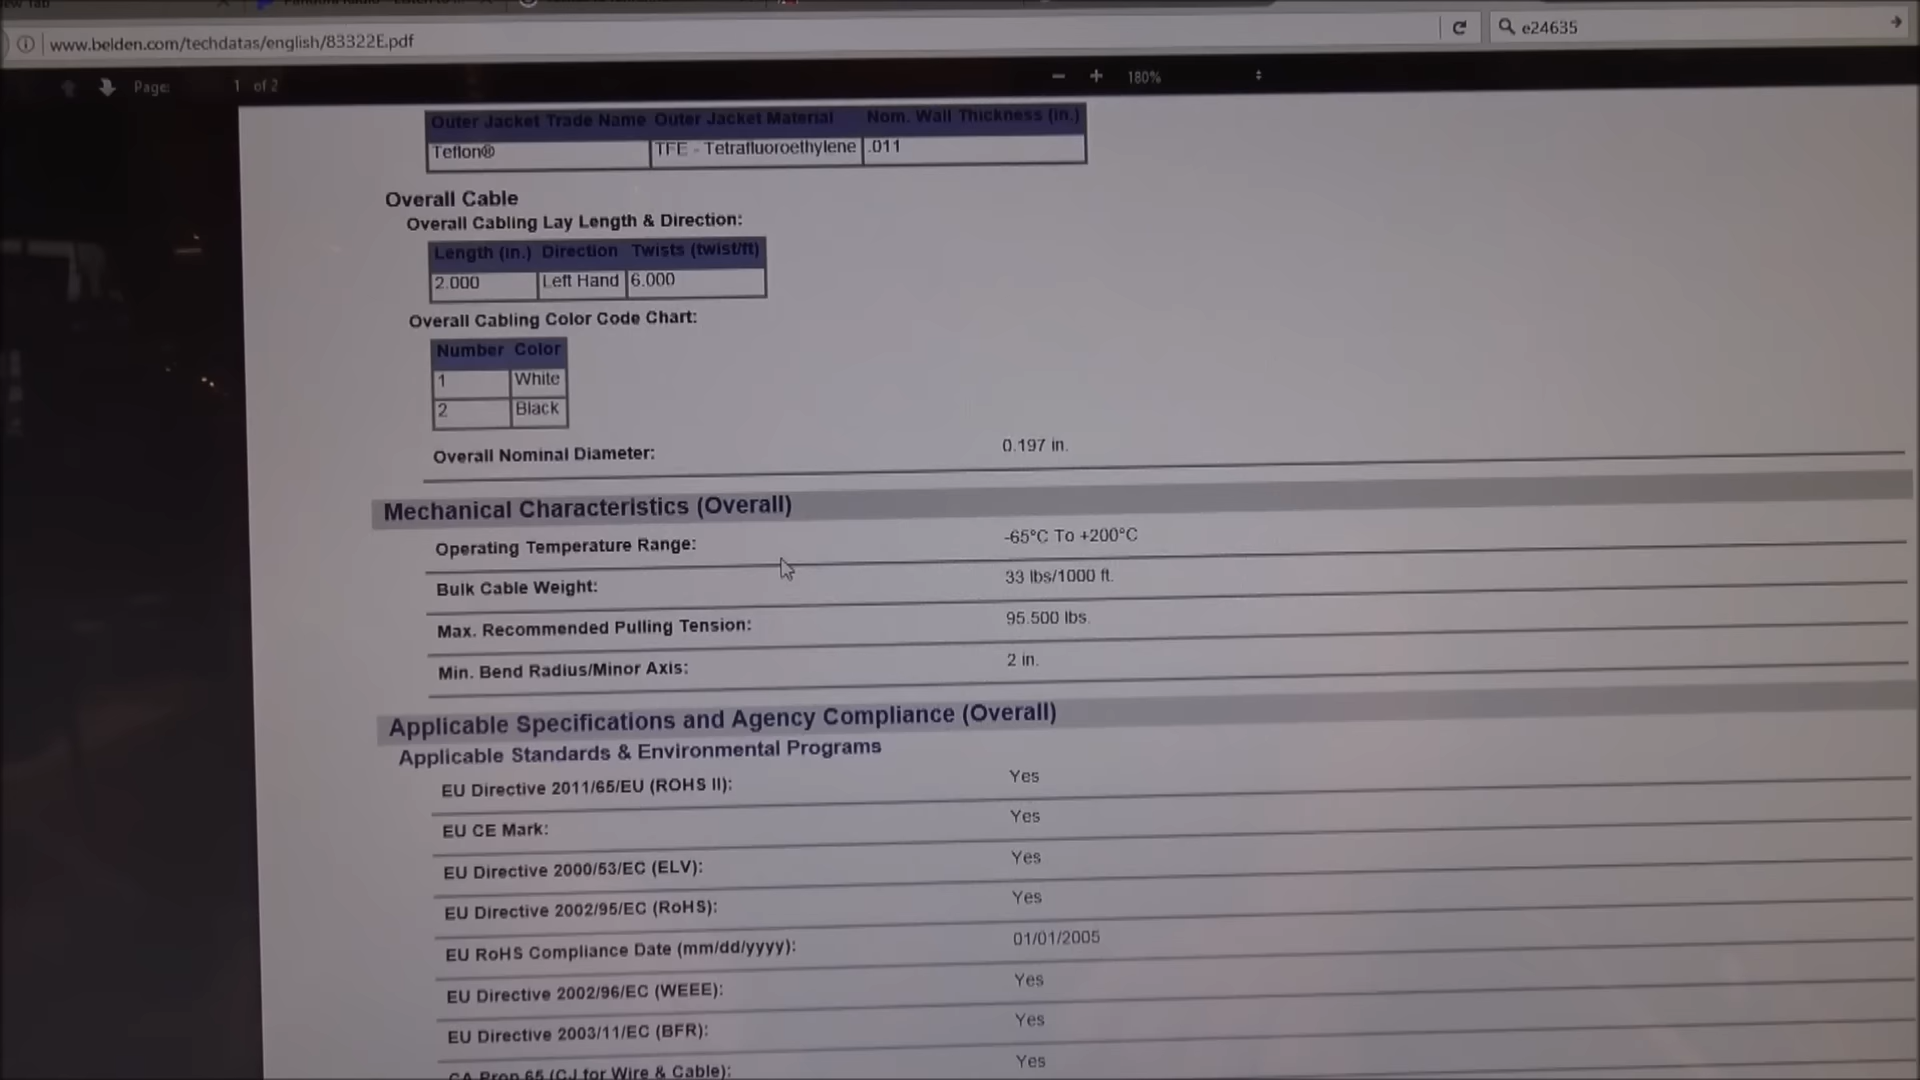 www.belden.com/techdatas/english/83322E.pdf
e24635
Page: 1 of 2
180%
Outer Jacket Trade Name Outer Jacket Material Nom. Wall Thickness (in.)
Teflon® TFE - Tetrafluoroethylene .011
Overall Cable
Overall Cabling Lay Length & Direction:
Length (in.) Direction Twists (twist/ft)
2.000 Left Hand 6.000
Overall Cabling Color Code Chart:
Number Color
1 White
2 Black
Overall Nominal Diameter: 0.197 in.
Mechanical Characteristics (Overall)
Operating Temperature Range: -65°C To +200°C
Bulk Cable Weight: 33 lbs/1000 ft.
Max. Recommended Pulling Tension: 95.500 lbs.
Min. Bend Radius/Minor Axis: 2 in.
Applicable Specifications and Agency Compliance (Overall)
Applicable Standards & Environmental Programs
EU Directive 2011/65/EU (ROHS II): Yes
EU CE Mark: Yes
EU Directive 2000/53/EC (ELV): Yes
EU Directive 2002/95/EC (RoHS): Yes
EU RoHS Compliance Date (mm/dd/yyyy): 01/01/2005
EU Directive 2002/96/EC (WEEE): Yes
EU Directive 2003/11/EC (BFR): Yes
CA Prop 65 (CJ for Wire & Cable): Yes